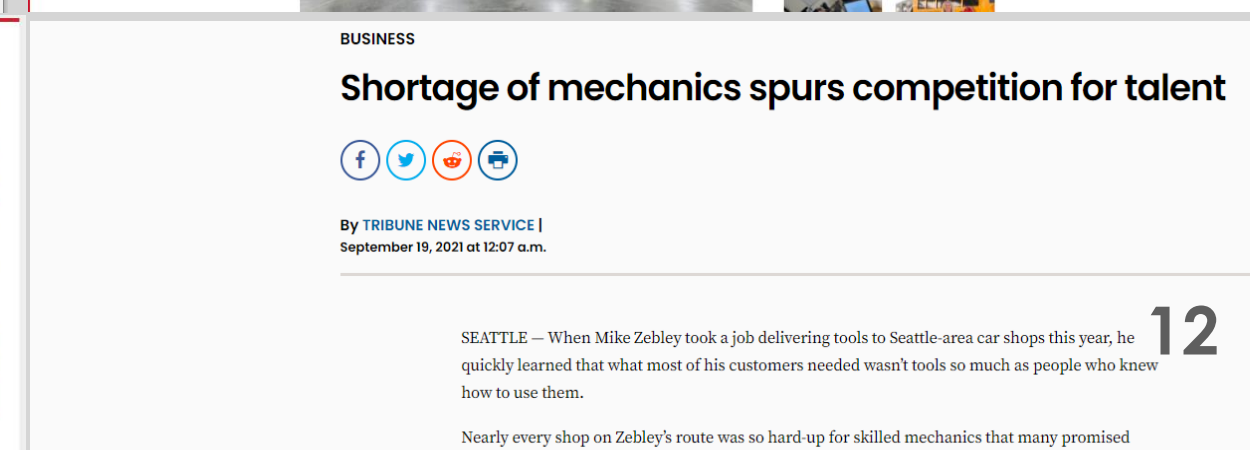 BUSINESS
Shortage of mechanics spurs competition for talent
By TRIBUNE NEWS SERVICE |
September 19, 2021 at 12:07 a.m.
SEATTLE — When Mike Zebley took a job delivering tools to Seattle-area car shops this year, he
12
quickly learned that what most of his customers needed wasn’t tools so much as people who knew
how to use them.
Nearly every shop on Zebley’s route was so hard-up for skilled mechanics that many promised